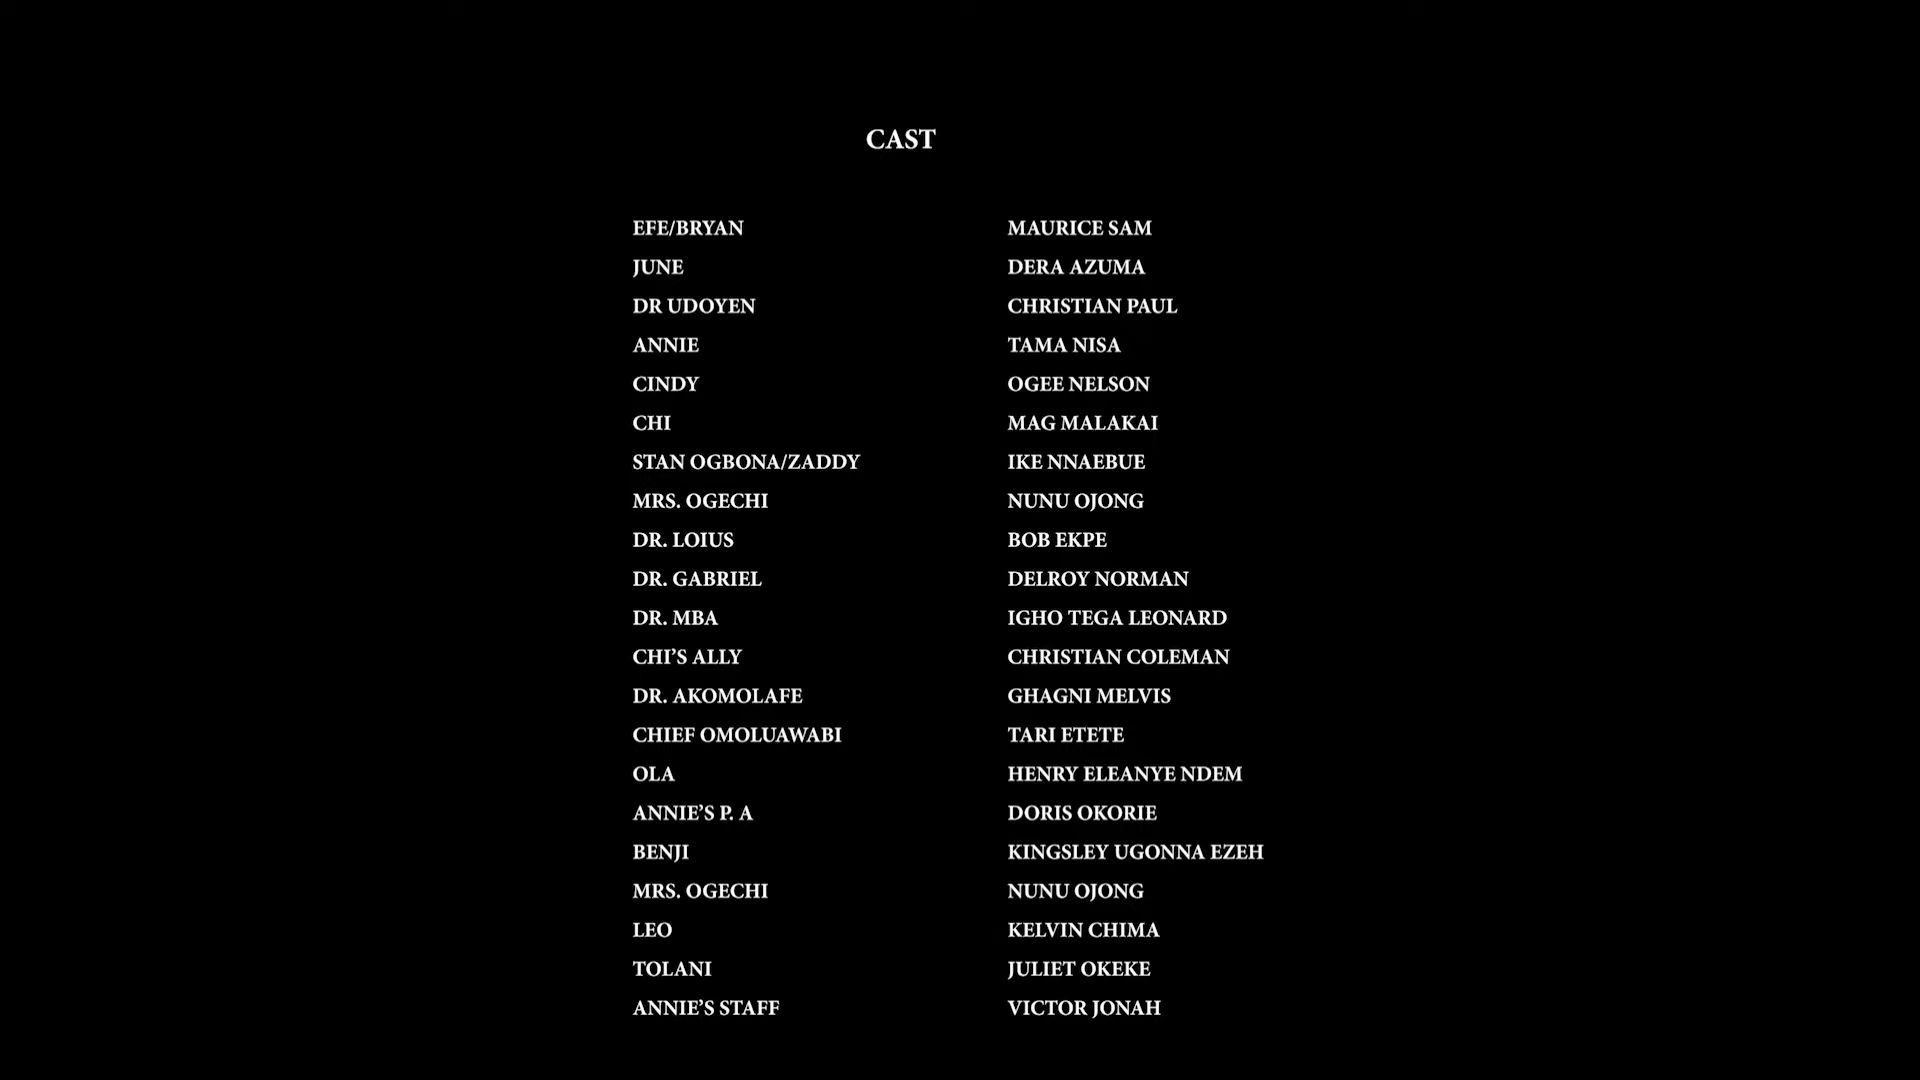 CAST
EFE/BRYAN MAURICE SAM
JUNE DERA AZUMA
DR UDOYEN CHRISTIAN PAUL
ANNIE TAMA NISA
CINDY OGEE NELSON
CHI MAG MALAKAI
STAN OGBONA/ZADDY IKE NNAEBUE
MRS. OGECHI NUNU OJONG
DR. LOIUS BOB EKPE
DR. GABRIEL DELROY NORMAN
DR. MBA IGHO TEGA LEONARD
CHI’S ALLY CHRISTIAN COLEMAN
DR. AKOMOLAFE GHAGNI MELVIS
CHIEF OMOLUAWABI TARI ETETE
OLA HENRY ELEANYE NDEM
ANNIE’S P. A DORIS OKORIE
BENJI KINGSLEY UGONNA EZEH
MRS. OGECHI NUNU OJONG
LEO KELVIN CHIMA
TOLANI JULIET OKEKE
ANNIE’S STAFF VICTOR JONAH